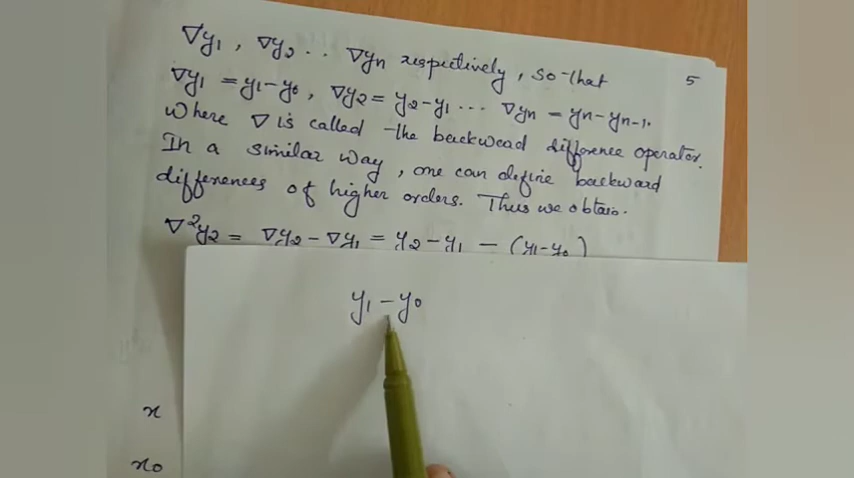 ∇y₁, ∇y₂ .. ∇yn respectively, so that
5
∇y₁ = y₁-y₀, ∇y₂ = y₂-y₁ ... ∇yn = yn-yn-1.
Where ∇ is called the backward difference operator.
In a similar way, one can define backward
differences of higher orders. Thus we obtain.
∇²y₂ = ∇y₂-∇y₁ = y₂-y₁ - (y₁-y₀)
y₁-y₀
x
x₀